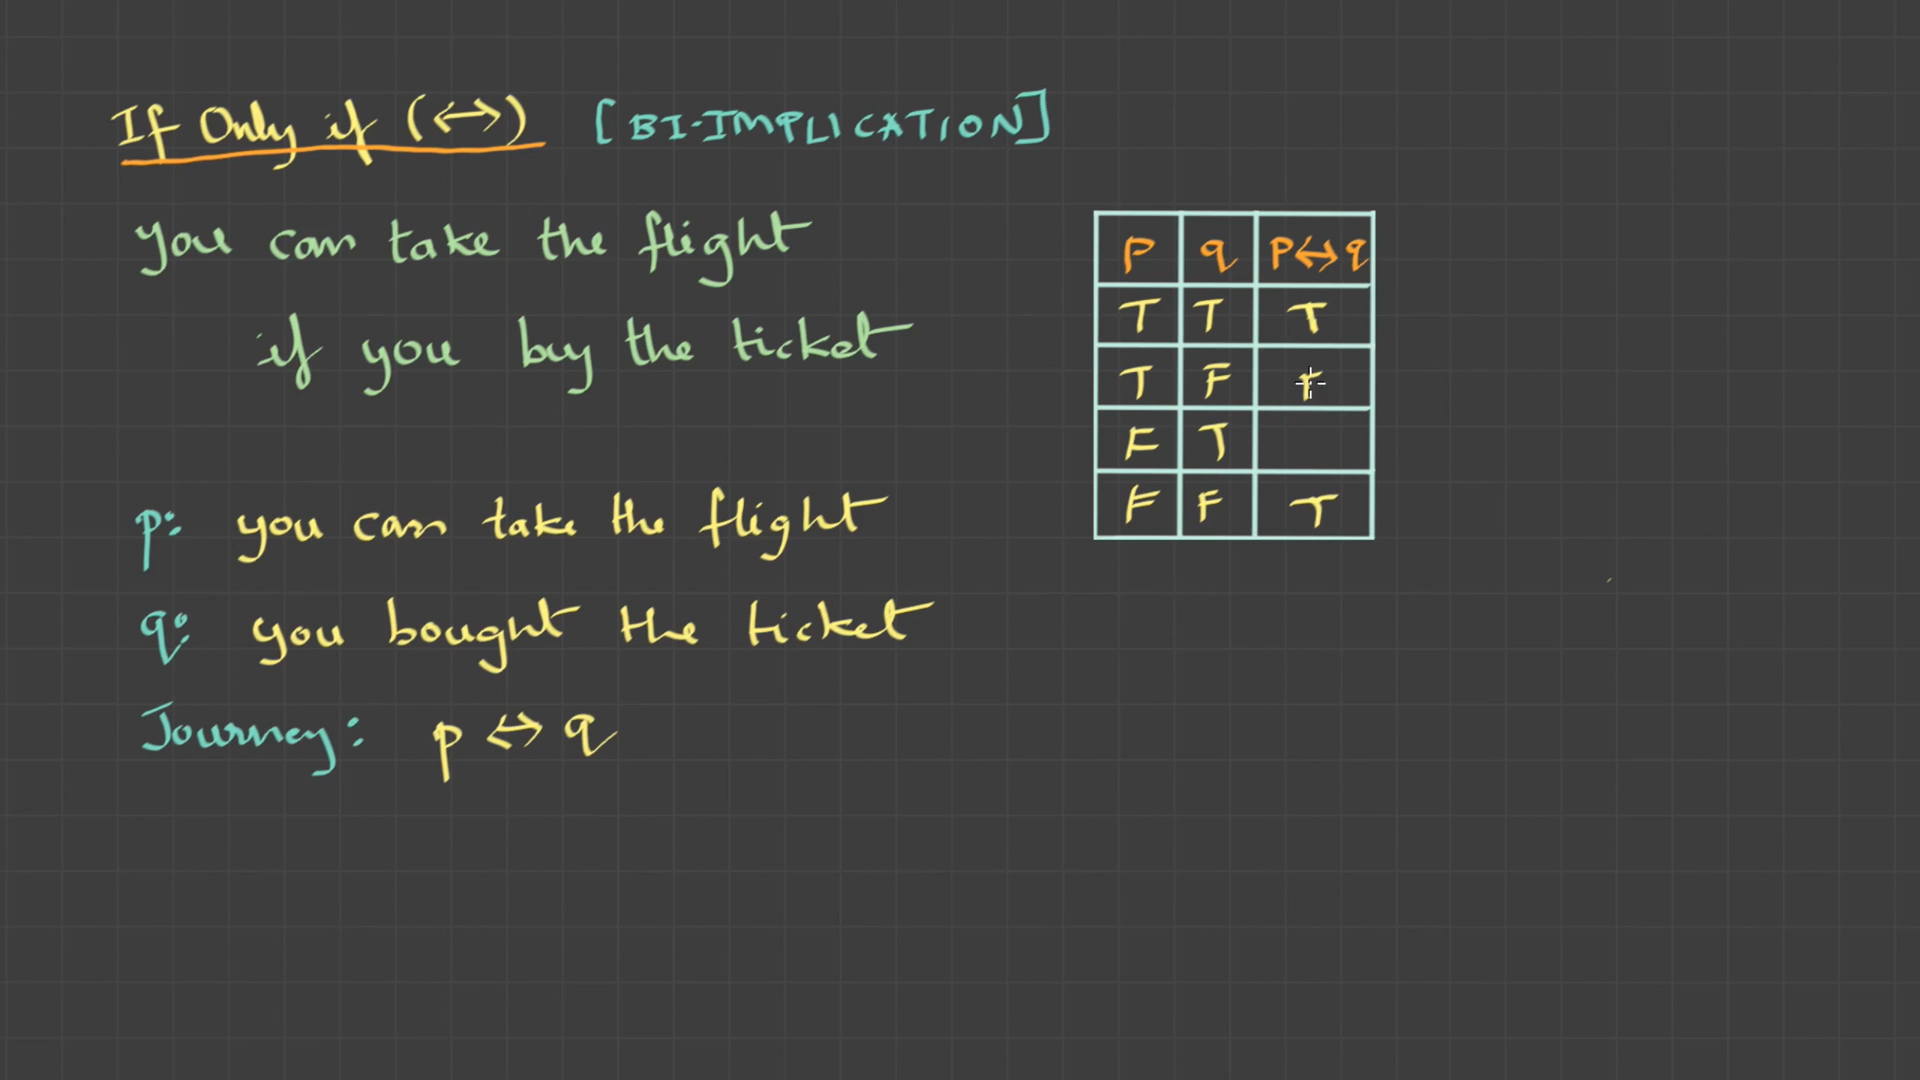 If Only if (↔) [BI-IMPLICATION]
you can take the flight
if you buy the ticket
p: you can take the flight
q: you bought the ticket
Journey: p ↔ q
p q p↔q
T T T
T F F
F T
F F T